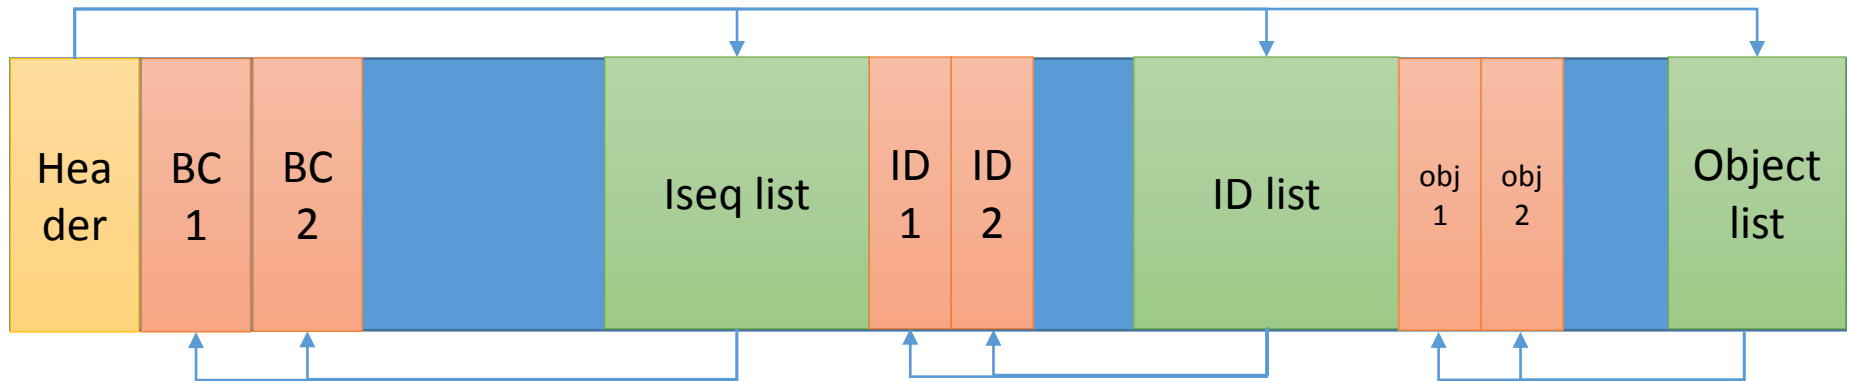 Hea
der
BC
1
BC
2
Iseq list
ID
1
ID
2
ID list
obj
1
obj
2
Object
list